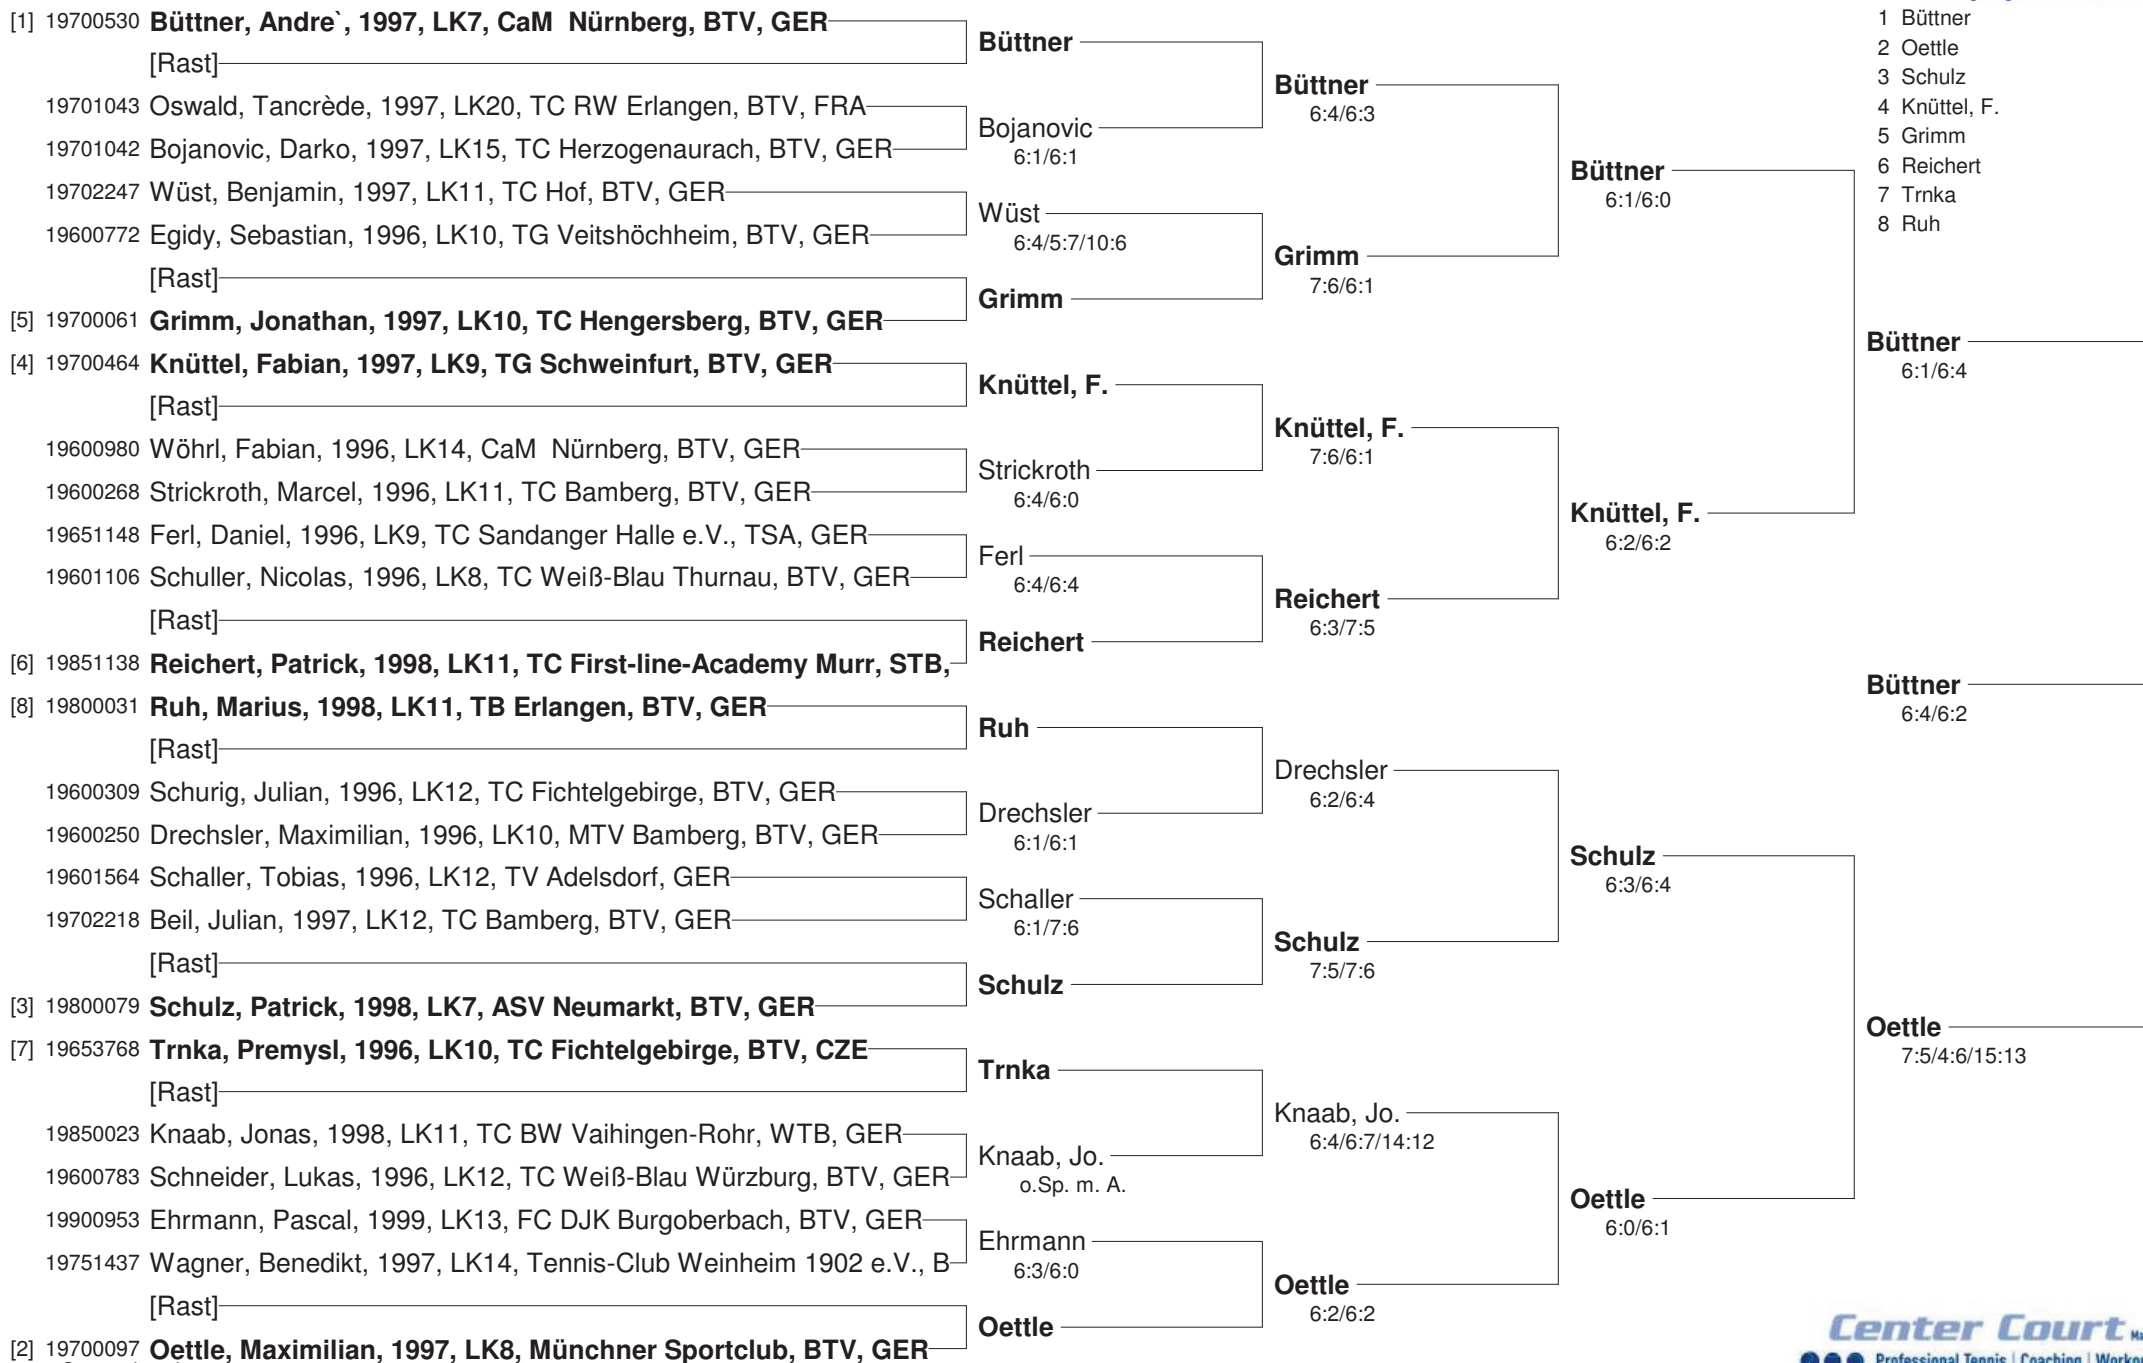 [1] 19700530 Büttner, Andre`, 1997, LK7, CaM  Nürnberg, BTV, GER
[Rast]
19701043 Oswald, Tancrède, 1997, LK20, TC RW Erlangen, BTV, FRA
19701042 Bojanovic, Darko, 1997, LK15, TC Herzogenaurach, BTV, GER
19702247 Wüst, Benjamin, 1997, LK11, TC Hof, BTV, GER
19600772 Egidy, Sebastian, 1996, LK10, TG Veitshöchheim, BTV, GER
[Rast]
[5] 19700061 Grimm, Jonathan, 1997, LK10, TC Hengersberg, BTV, GER
[4] 19700464 Knüttel, Fabian, 1997, LK9, TG Schweinfurt, BTV, GER
[Rast]
19600980 Wöhrl, Fabian, 1996, LK14, CaM  Nürnberg, BTV, GER
19600268 Strickroth, Marcel, 1996, LK11, TC Bamberg, BTV, GER
19651148 Ferl, Daniel, 1996, LK9, TC Sandanger Halle e.V., TSA, GER
19601106 Schuller, Nicolas, 1996, LK8, TC Weiß-Blau Thurnau, BTV, GER
[Rast]
[6] 19851138 Reichert, Patrick, 1998, LK11, TC First-line-Academy Murr, STB,
[8] 19800031 Ruh, Marius, 1998, LK11, TB Erlangen, BTV, GER
[Rast]
19600309 Schurig, Julian, 1996, LK12, TC Fichtelgebirge, BTV, GER
19600250 Drechsler, Maximilian, 1996, LK10, MTV Bamberg, BTV, GER
19601564 Schaller, Tobias, 1996, LK12, TV Adelsdorf, GER
19702218 Beil, Julian, 1997, LK12, TC Bamberg, BTV, GER
[Rast]
[3] 19800079 Schulz, Patrick, 1998, LK7, ASV Neumarkt, BTV, GER
[7] 19653768 Trnka, Premysl, 1996, LK10, TC Fichtelgebirge, BTV, CZE
[Rast]
19850023 Knaab, Jonas, 1998, LK11, TC BW Vaihingen-Rohr, WTB, GER
19600783 Schneider, Lukas, 1996, LK12, TC Weiß-Blau Würzburg, BTV, GER
19900953 Ehrmann, Pascal, 1999, LK13, FC DJK Burgoberbach, BTV, GER
19751437 Wagner, Benedikt, 1997, LK14, Tennis-Club Weinheim 1902 e.V., B
[Rast]
[2] 19700097 Oettle, Maximilian, 1997, LK8, Münchner Sportclub, BTV, GER
Büttner
Bojanovic
6:1/6:1
Wüst
6:4/5:7/10:6
Grimm
Knüttel, F.
Strickroth
6:4/6:0
Ferl
6:4/6:4
Reichert
Ruh
Drechsler
6:1/6:1
Schaller
6:1/7:6
Schulz
Trnka
Knaab, Jo.
o.Sp. m. A.
Ehrmann
6:3/6:0
Oettle
Büttner
6:4/6:3
Grimm
7:6/6:1
Knüttel, F.
7:6/6:1
Reichert
6:3/7:5
Drechsler
6:2/6:4
Schulz
7:5/7:6
Knaab, Jo.
6:4/6:7/14:12
Oettle
6:2/6:2
Büttner
6:1/6:0
Knüttel, F.
6:2/6:2
Schulz
6:3/6:4
Oettle
6:0/6:1
1 Büttner
2 Oettle
3 Schulz
4 Knüttel, F.
5 Grimm
6 Reichert
7 Trnka
8 Ruh
Büttner
6:1/6:4
Büttner
6:4/6:2
Oettle
7:5/4:6/15:13
Center Court
Professional Tennis | Coaching |